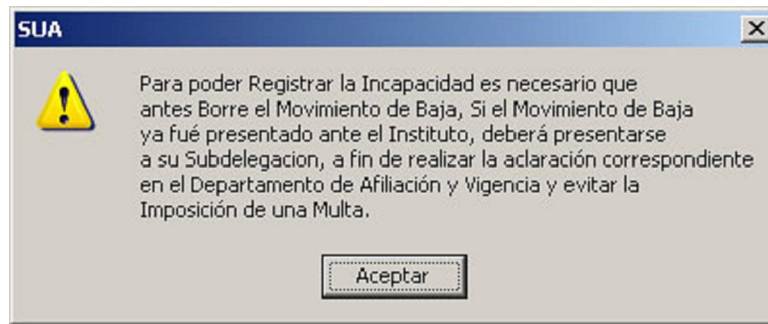 SUA
Para poder Registrar la Incapacidad es necesario que
antes Borre el Movimiento de Baja, Si el Movimiento de Baja
ya fué presentado ante el Instituto, deberá presentarse
a su Subdelegacion, a fin de realizar la aclaración correspondiente
en el Departamento de Afiliación y Vigencia y evitar la
Imposición de una Multa.
Aceptar